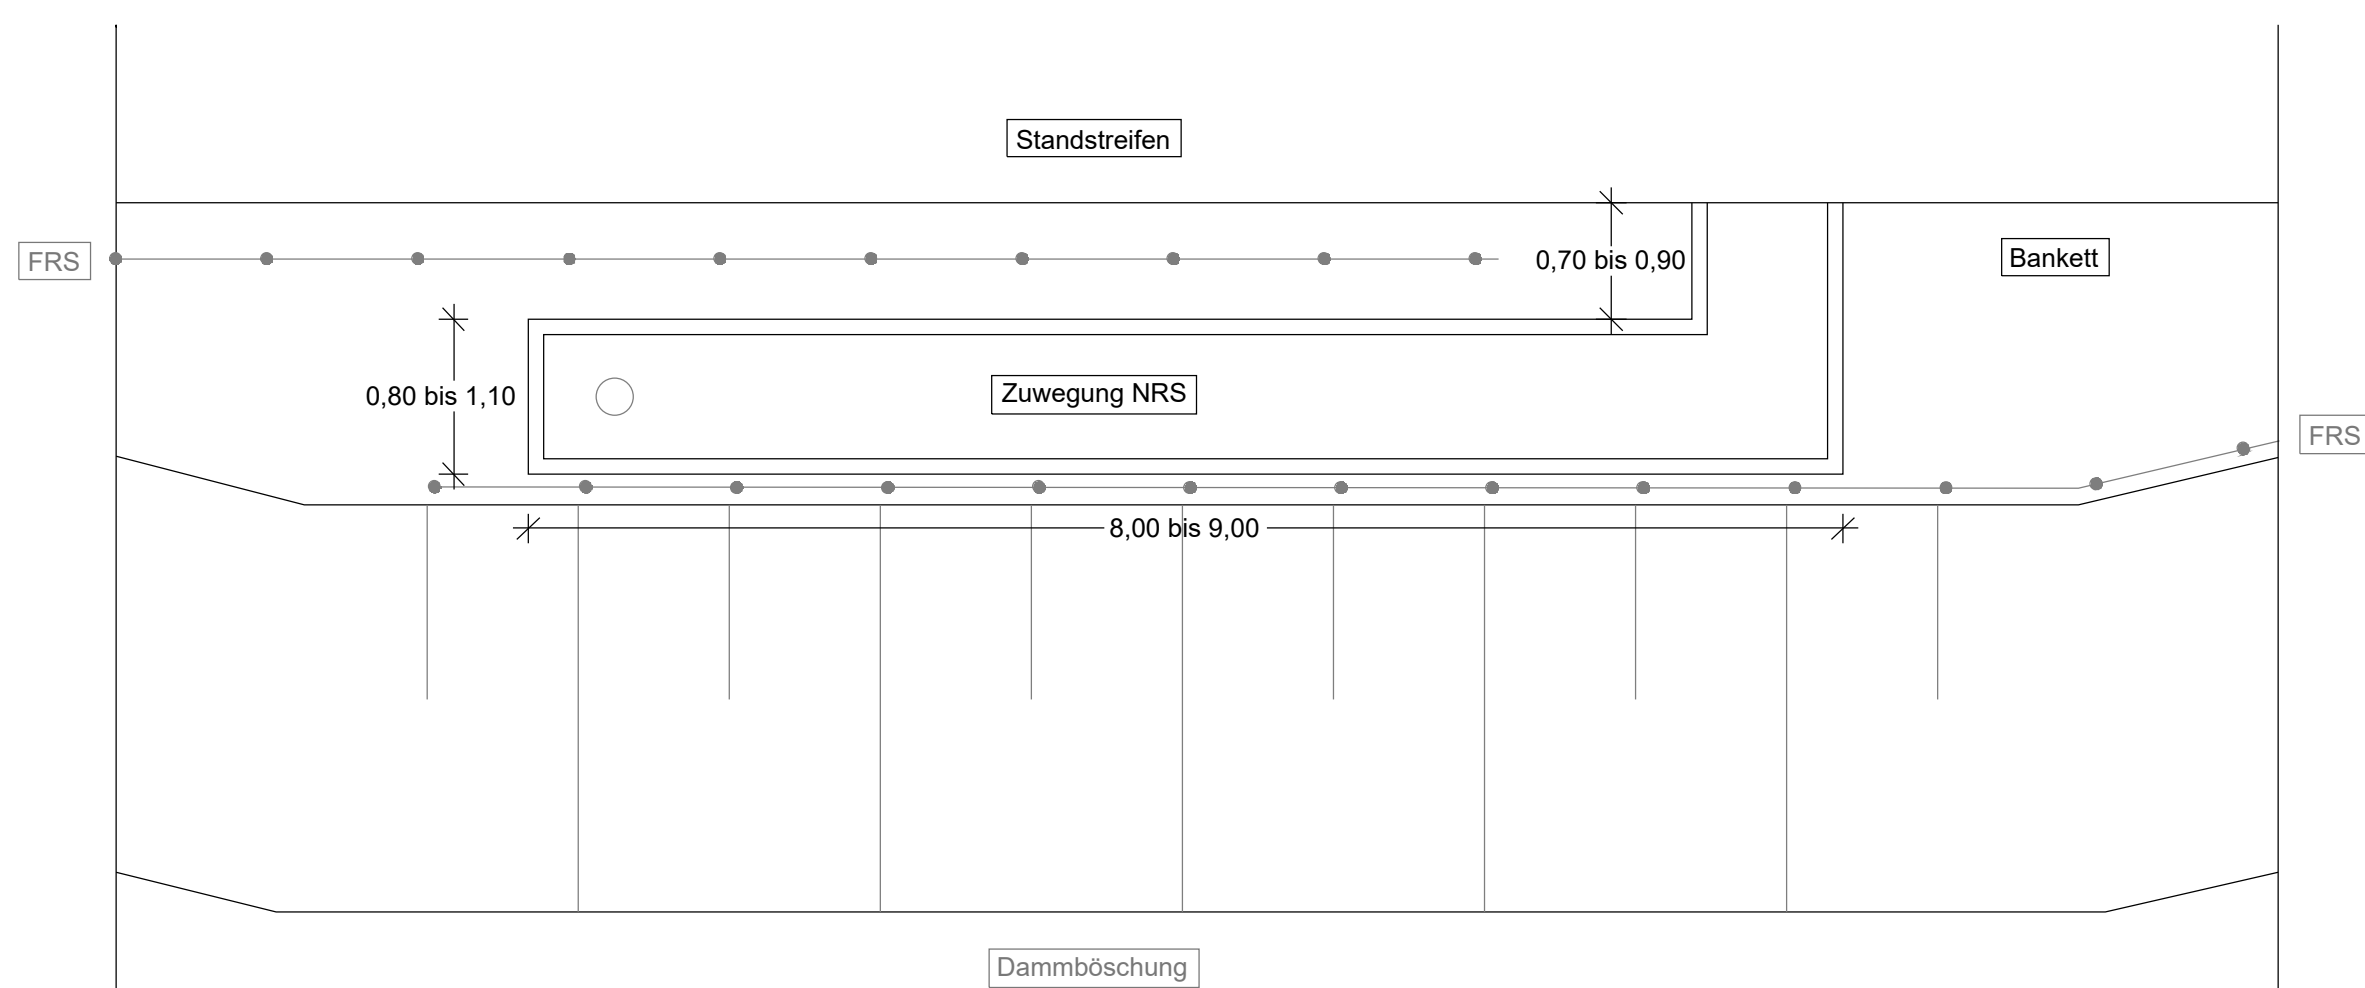 Standstreifen
FRS
0,70 bis 0,90
Bankett
0,80 bis 1,10
Zuwegung NRS
FRS
8,00 bis 9,00
Dammböschung